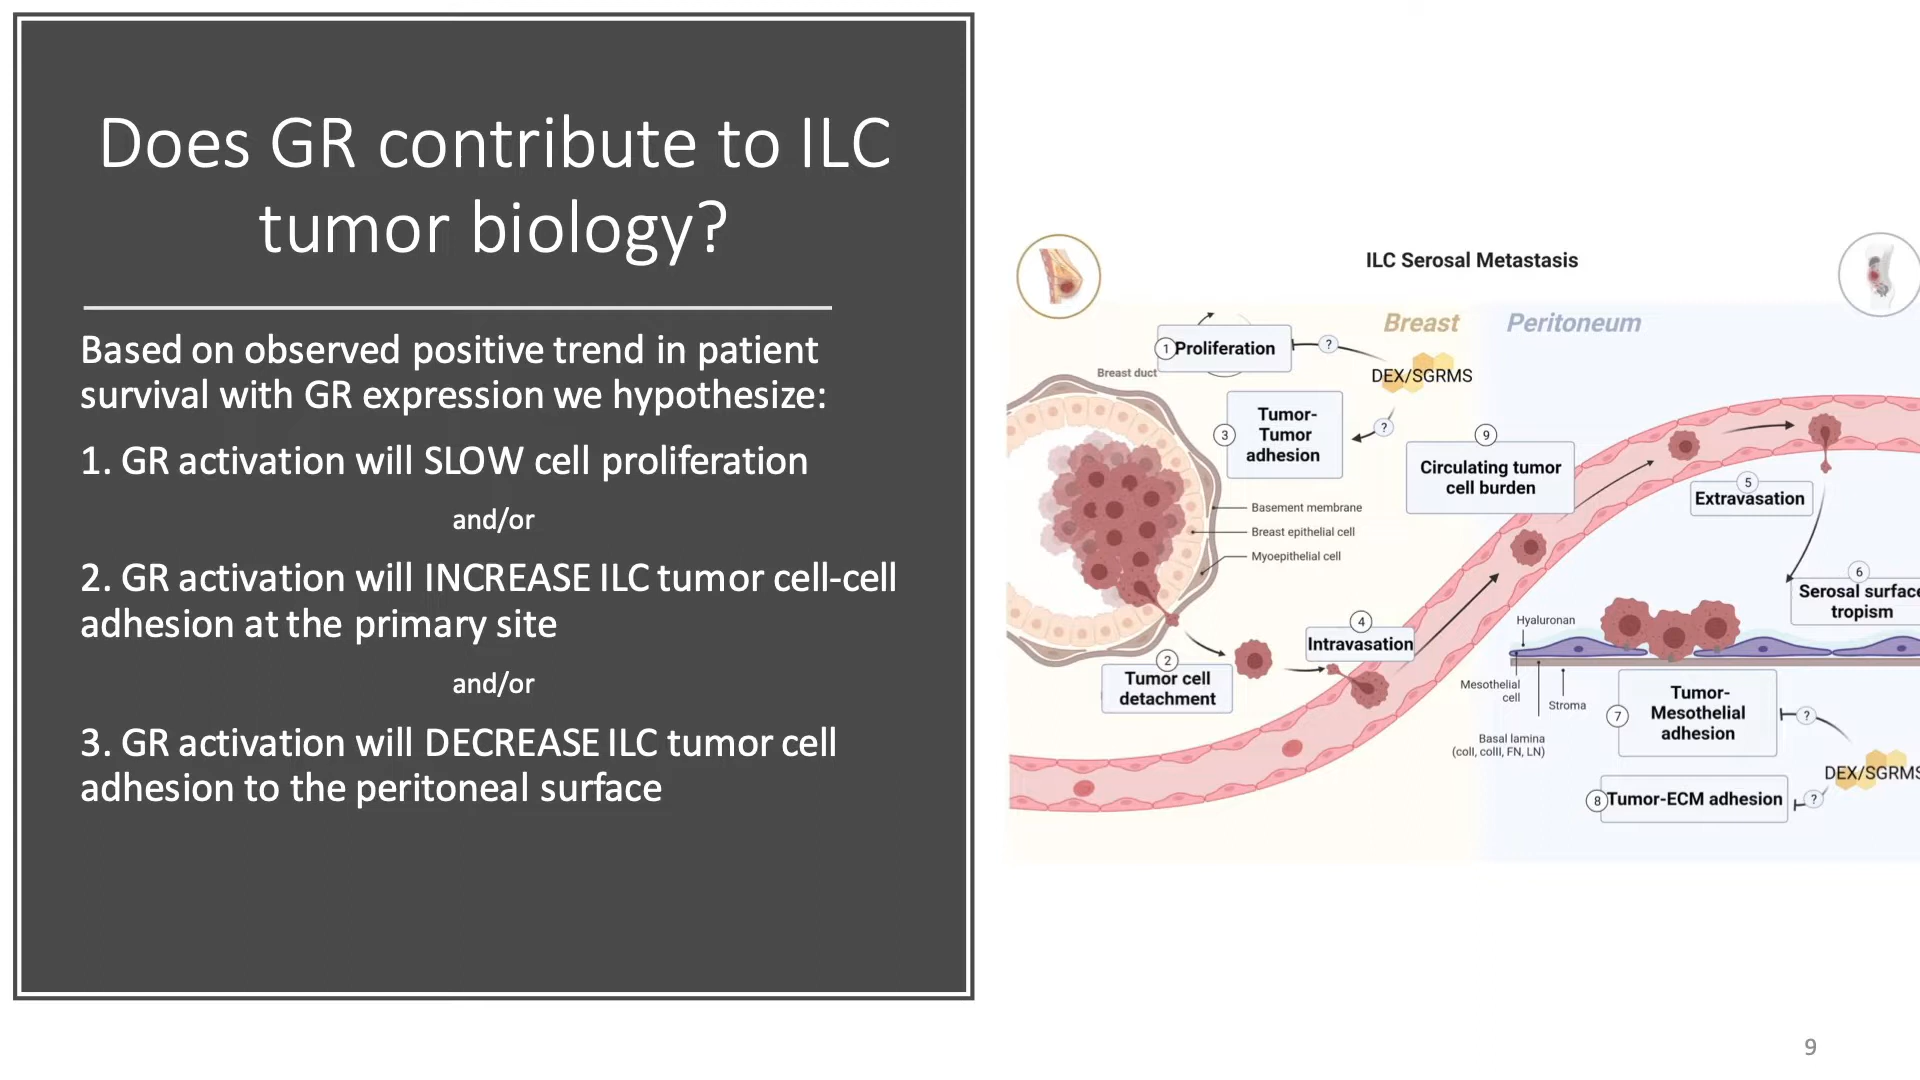 Does GR contribute to ILC
tumor biology?
Based on observed positive trend in patient
survival with GR expression we hypothesize:
1. GR activation will SLOW cell proliferation
and/or
2. GR activation will INCREASE ILC tumor cell-cell
adhesion at the primary site
and/or
3. GR activation will DECREASE ILC tumor cell
adhesion to the peritoneal surface
ILC Serosal Metastasis
Breast
Peritoneum
1
Proliferation
?
DEX/SGRMS
Breast duct
3
Tumor-
Tumor
adhesion
?
9
Circulating tumor
cell burden
5
Extravasation
Basement membrane
Breast epithelial cell
Myoepithelial cell
6
Serosal surface
tropism
4
Intravasation
2
Tumor cell
detachment
Hyaluronan
Mesothelial
cell
Stroma
Basal lamina
(colI, colII, FN, LN)
7
Tumor-
Mesothelial
adhesion
?
DEX/SGRMS
8
Tumor-ECM adhesion
?
9